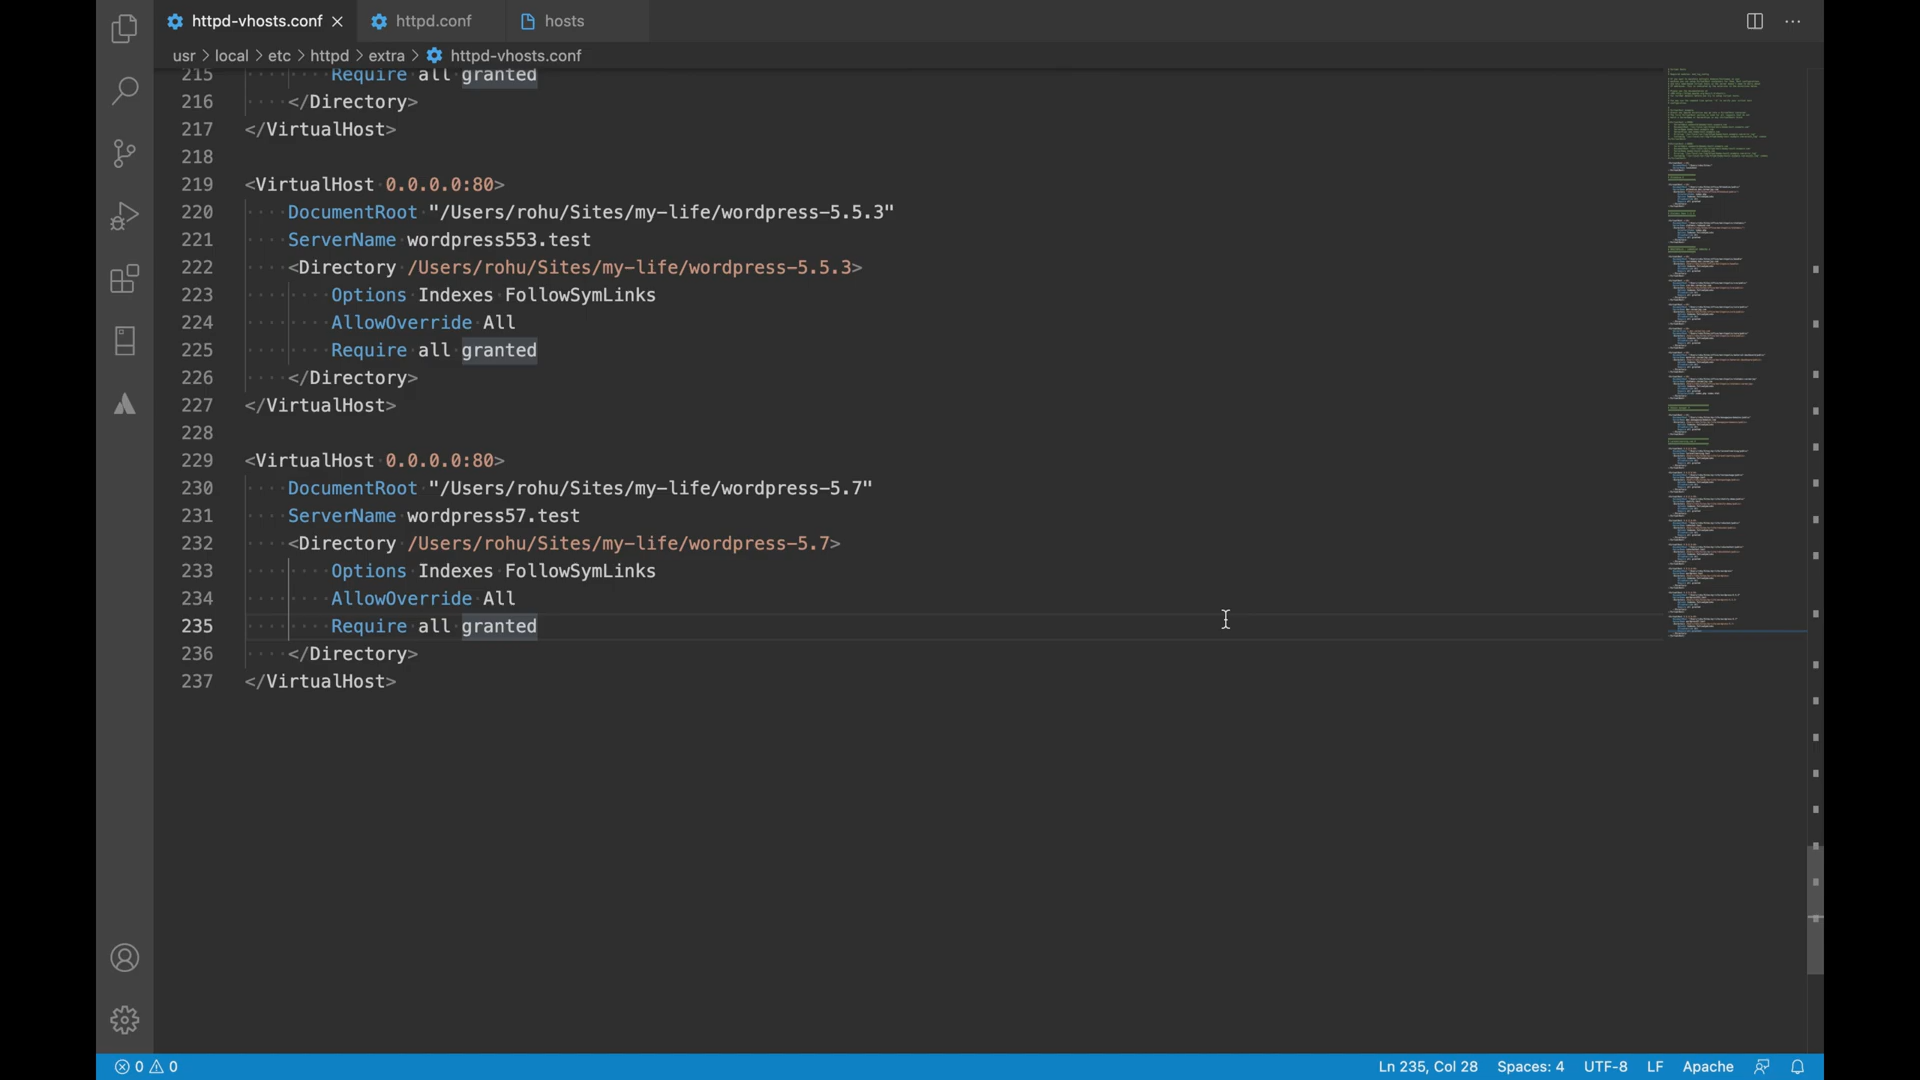 httpd-vhosts.conf httpd.conf hosts
usr > local > etc > httpd > extra > httpd-vhosts.conf
215 Require all granted
216 </Directory>
217 </VirtualHost>
218
219 <VirtualHost 0.0.0.0:80>
220 DocumentRoot "/Users/rohu/Sites/my-life/wordpress-5.5.3"
221 ServerName wordpress553.test
222 <Directory /Users/rohu/Sites/my-life/wordpress-5.5.3>
223 Options Indexes FollowSymLinks
224 AllowOverride All
225 Require all granted
226 </Directory>
227 </VirtualHost>
228
229 <VirtualHost 0.0.0.0:80>
230 DocumentRoot "/Users/rohu/Sites/my-life/wordpress-5.7"
231 ServerName wordpress57.test
232 <Directory /Users/rohu/Sites/my-life/wordpress-5.7>
233 Options Indexes FollowSymLinks
234 AllowOverride All
235 Require all granted
236 </Directory>
237 </VirtualHost>
0 0 Ln 235, Col 28 Spaces: 4 UTF-8 LF Apache